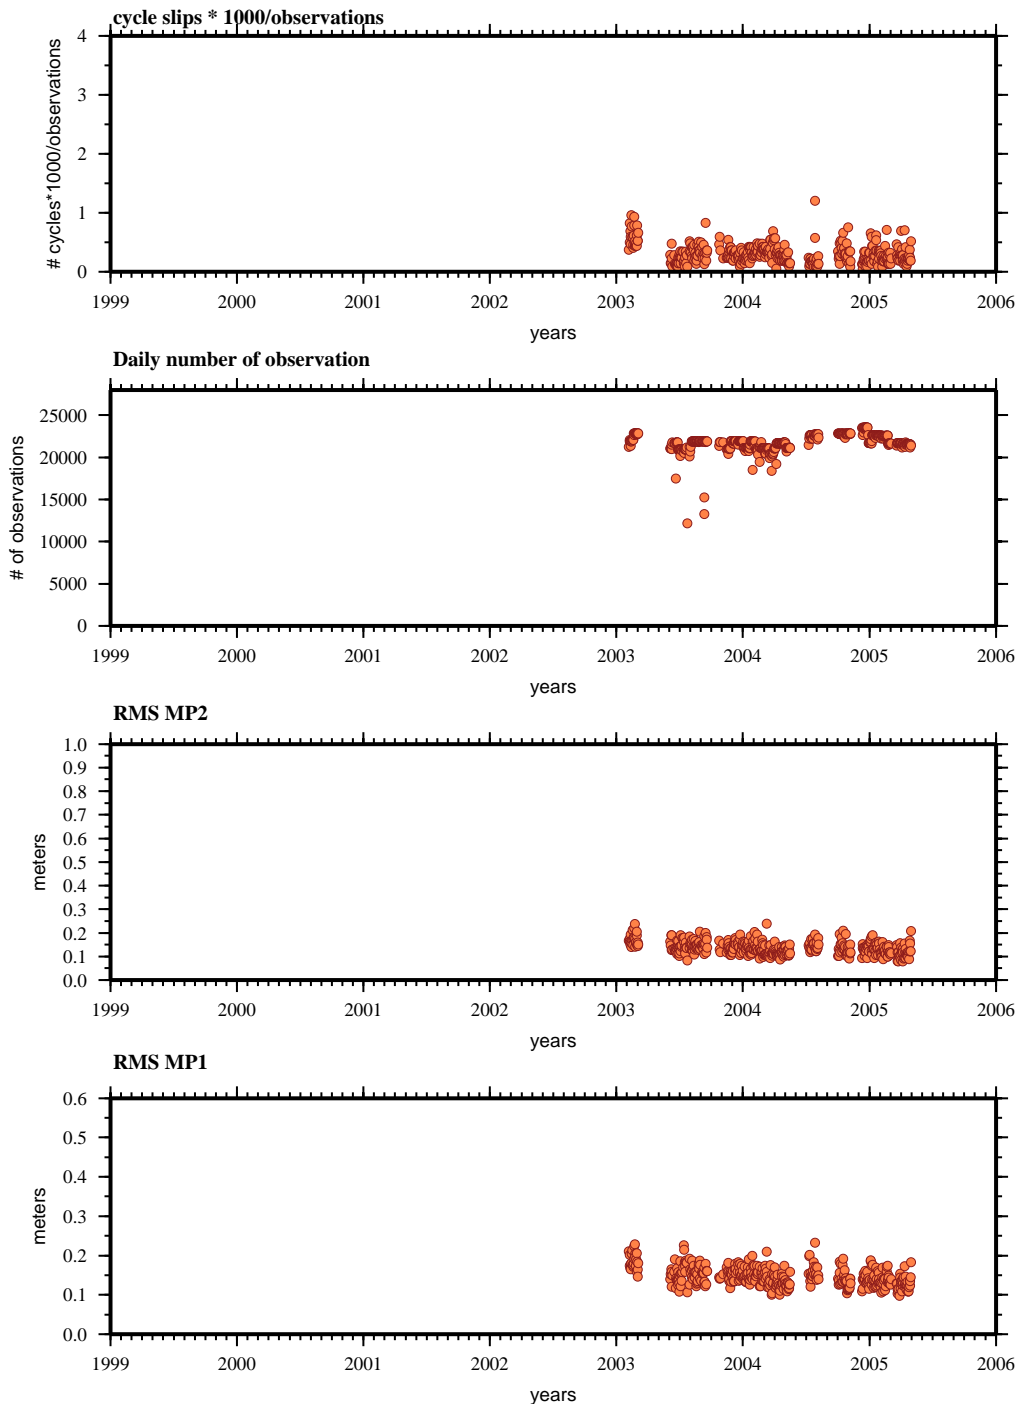 cycle slips * 1000/observations
4
3
2
1
0
# cycles*1000/observations
1999 2000 2001 2002 2003 2004 2005 2006
years
Daily number of observation
25000
20000
15000
10000
5000
0
# of observations
1999 2000 2001 2002 2003 2004 2005 2006
years
RMS MP2
1.0
0.9
0.8
0.7
0.6
0.5
0.4
0.3
0.2
0.1
0.0
meters
1999 2000 2001 2002 2003 2004 2005 2006
years
RMS MP1
0.6
0.5
0.4
0.3
0.2
0.1
0.0
meters
1999 2000 2001 2002 2003 2004 2005 2006
years